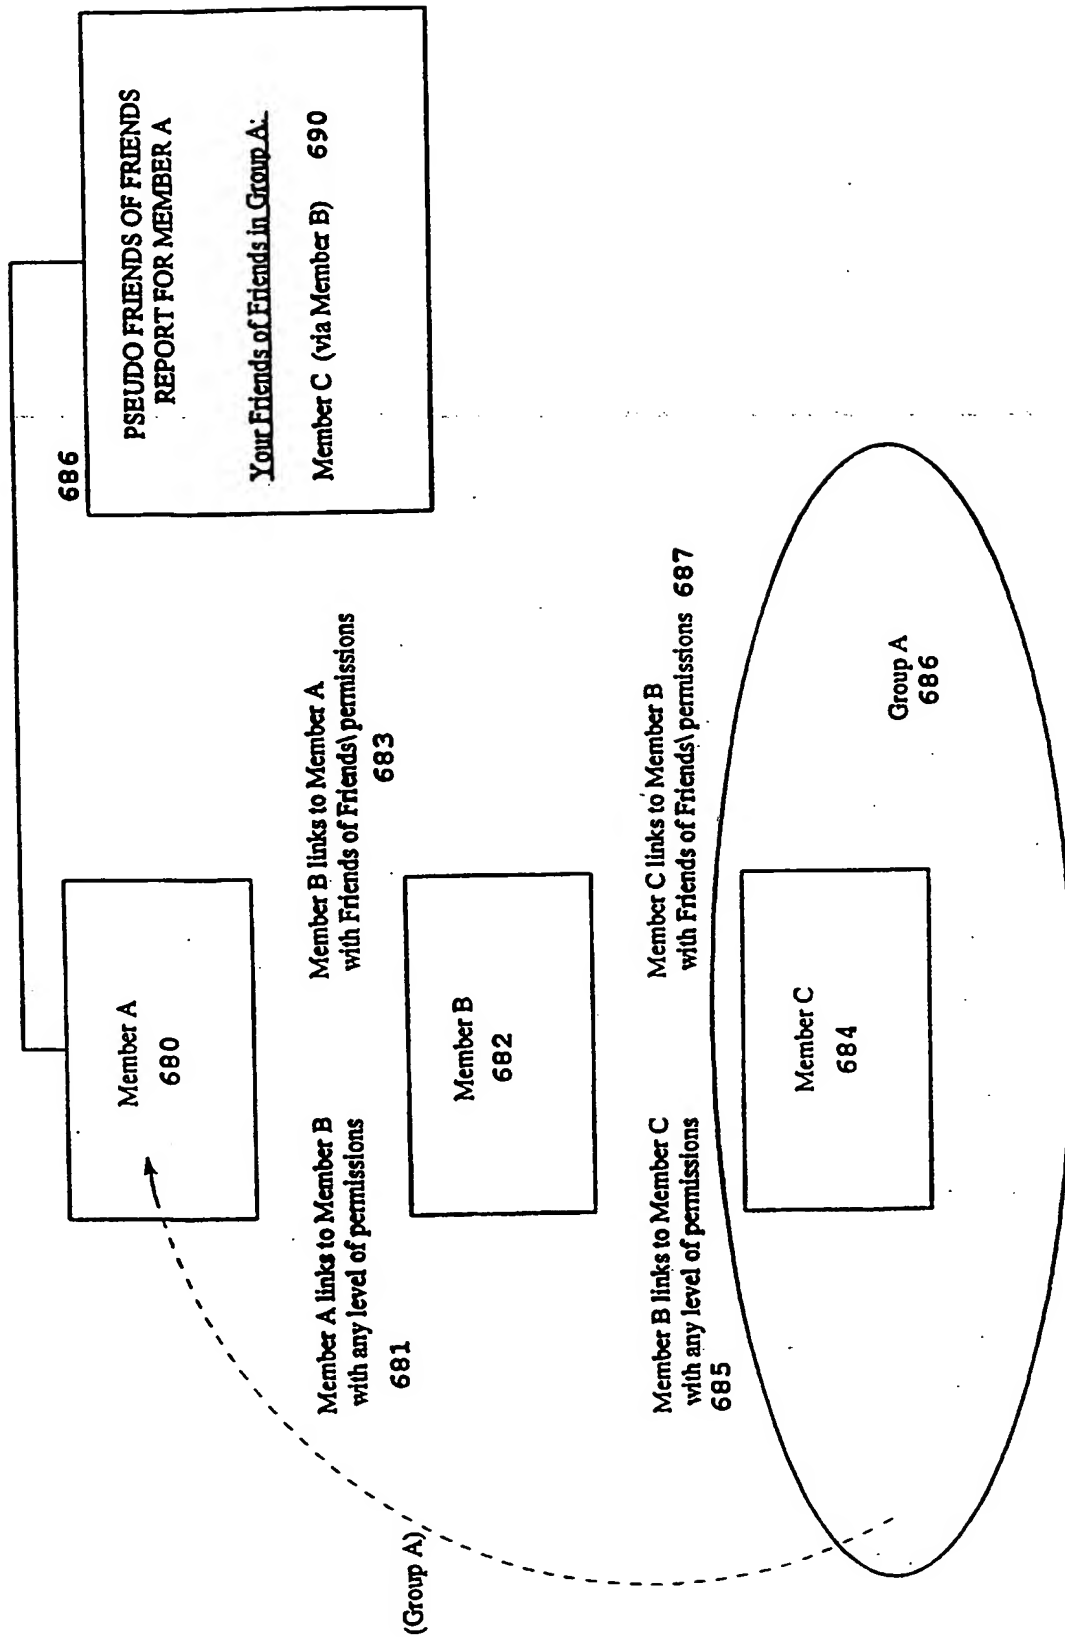 Member A
680
686
PSEUDO FRIENDS OF FRIENDS
REPORT FOR MEMBER A
Your Friends of Friends in Group A:
Member C (via Member B) 690
Member A links to Member B
with any level of permissions
681
Member B links to Member A
with Friends of Friends\ permissions
683
(Group A)
Member B
682
Member B links to Member C
with any level of permissions
685
Member C links to Member B
with Friends of Friends\ permissions 687
Member C
684
Group A
686